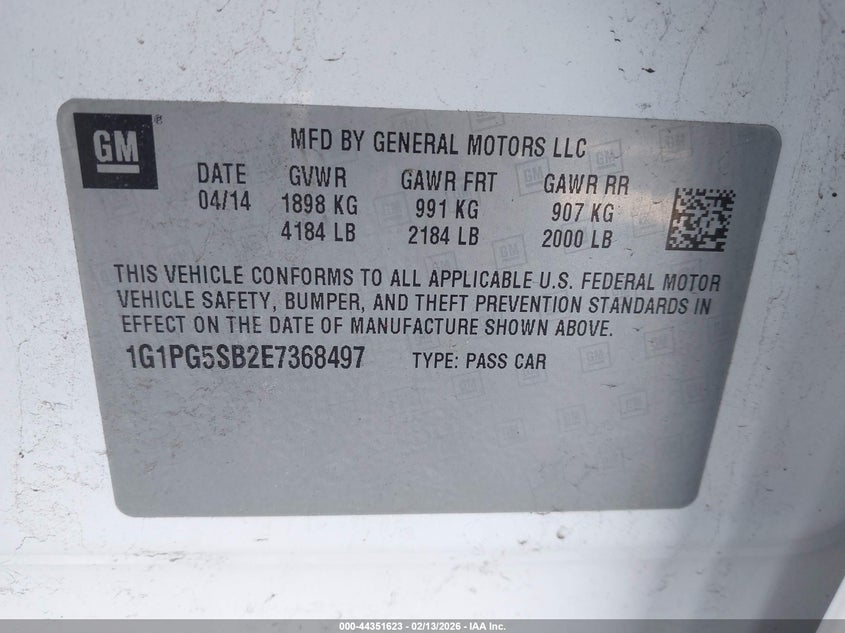 GM®
MFD BY GENERAL MOTORS LLC
DATE GVWR GAWR FRT GAWR RR
04/14 1898 KG 991 KG 907 KG
4184 LB 2184 LB 2000 LB
THIS VEHICLE CONFORMS TO ALL APPLICABLE U.S. FEDERAL MOTOR
VEHICLE SAFETY, BUMPER, AND THEFT PREVENTION STANDARDS IN
EFFECT ON THE DATE OF MANUFACTURE SHOWN ABOVE.
1G1PG5SB2E7368497 TYPE: PASS CAR
000-44351623 - 02/13/2026 - IAA Inc.